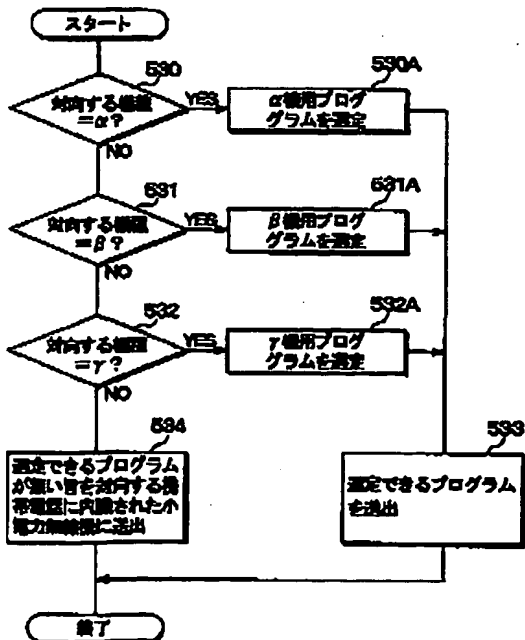 スタート
530
対向する機種
=α?
YES
530A
α機用プログ
グラムを選定
NO
531
対向する機種
=β?
YES
531A
β機用プログ
グラムを選定
NO
532
対向する機種
=γ?
YES
532A
γ機用プログ
グラムを選定
NO
534
選定できるプログラム
が無い旨を対向する携
帯電話に内蔵された小
電力無線機に送出
533
選定できるプログラム
を送出
終了